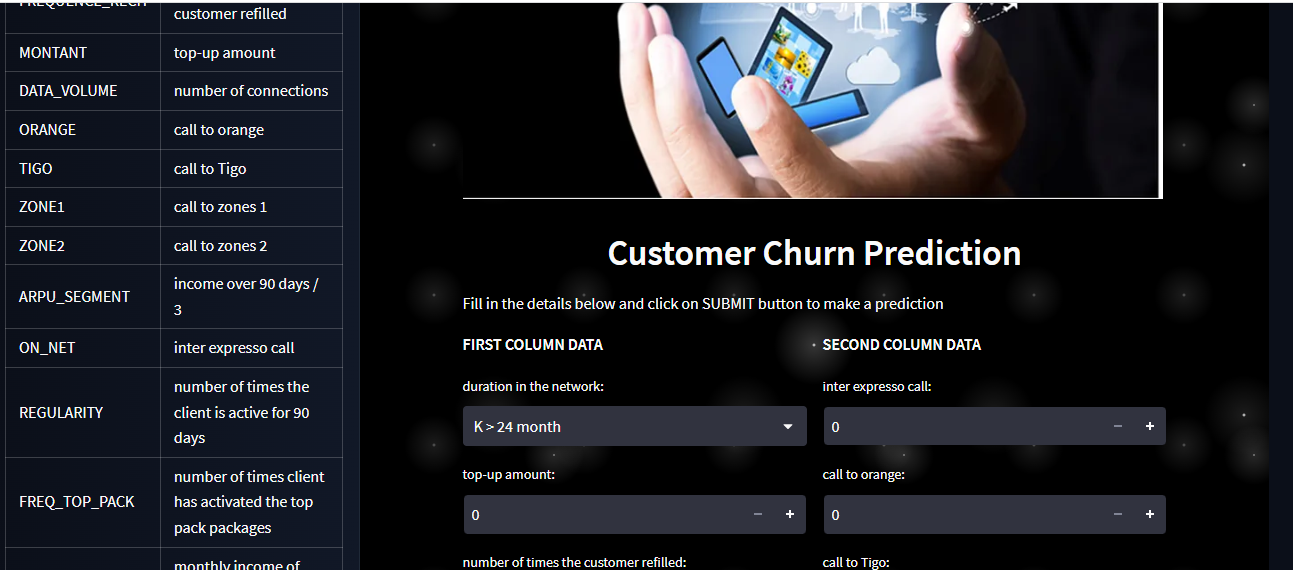 FREQUENCE_RECH
customer refilled
MONTANT
top-up amount
DATA_VOLUME
number of connections
ORANGE
call to orange
TIGO
call to Tigo
ZONE1
call to zones 1
ZONE2
call to zones 2
ARPU_SEGMENT
income over 90 days /
3
ON_NET
inter expresso call
REGULARITY
number of times the
client is active for 90
days
FREQ_TOP_PACK
number of times client
has activated the top
pack packages
monthly income of
Customer Churn Prediction
Fill in the details below and click on SUBMIT button to make a prediction
FIRST COLUMN DATA
duration in the network:
K > 24 month
top-up amount:
0
number of times the customer refilled:
SECOND COLUMN DATA
inter expresso call:
0
call to orange:
0
call to Tigo: